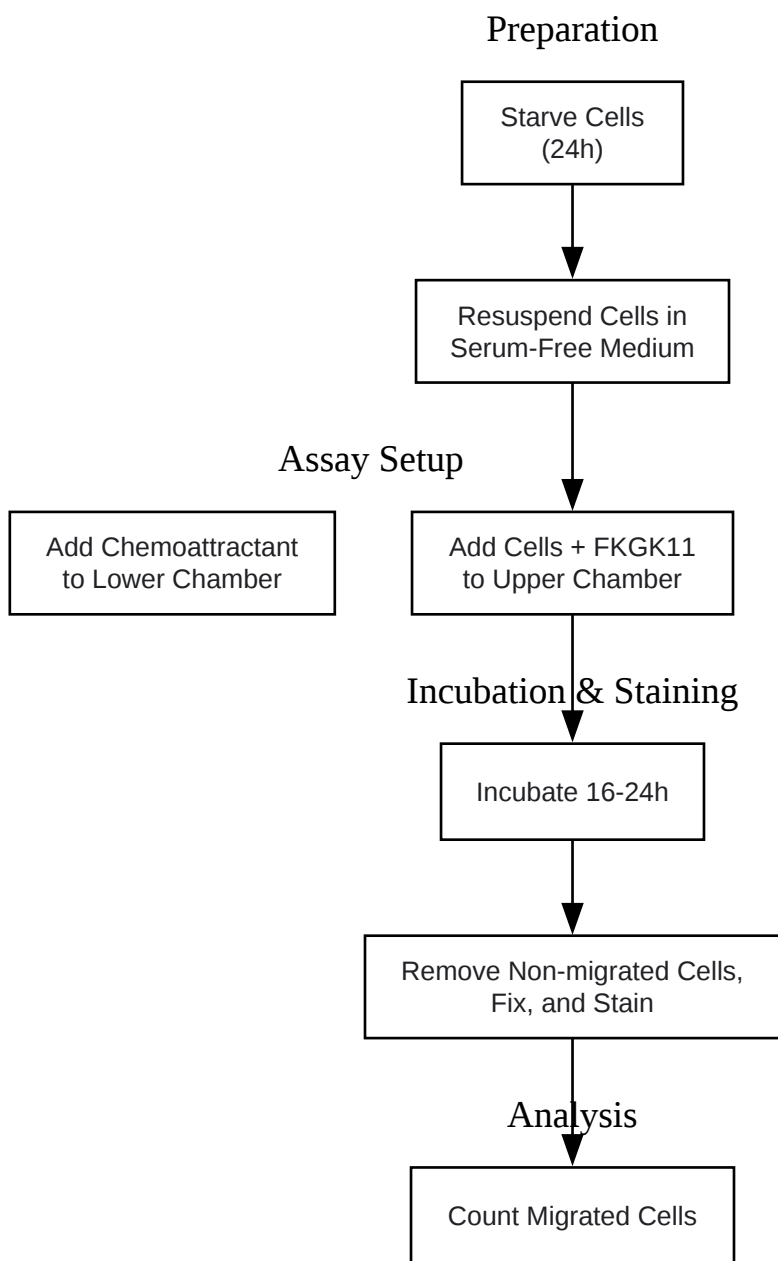 Preparation
Starve Cells
(24h)
Resuspend Cells in
Serum-Free Medium
Assay Setup
Add Chemoattractant
to Lower Chamber
Add Cells + FKGK11
to Upper Chamber
Incubation & Staining
Incubate 16-24h
Remove Non-migrated Cells,
Fix, and Stain
Analysis
Count Migrated Cells